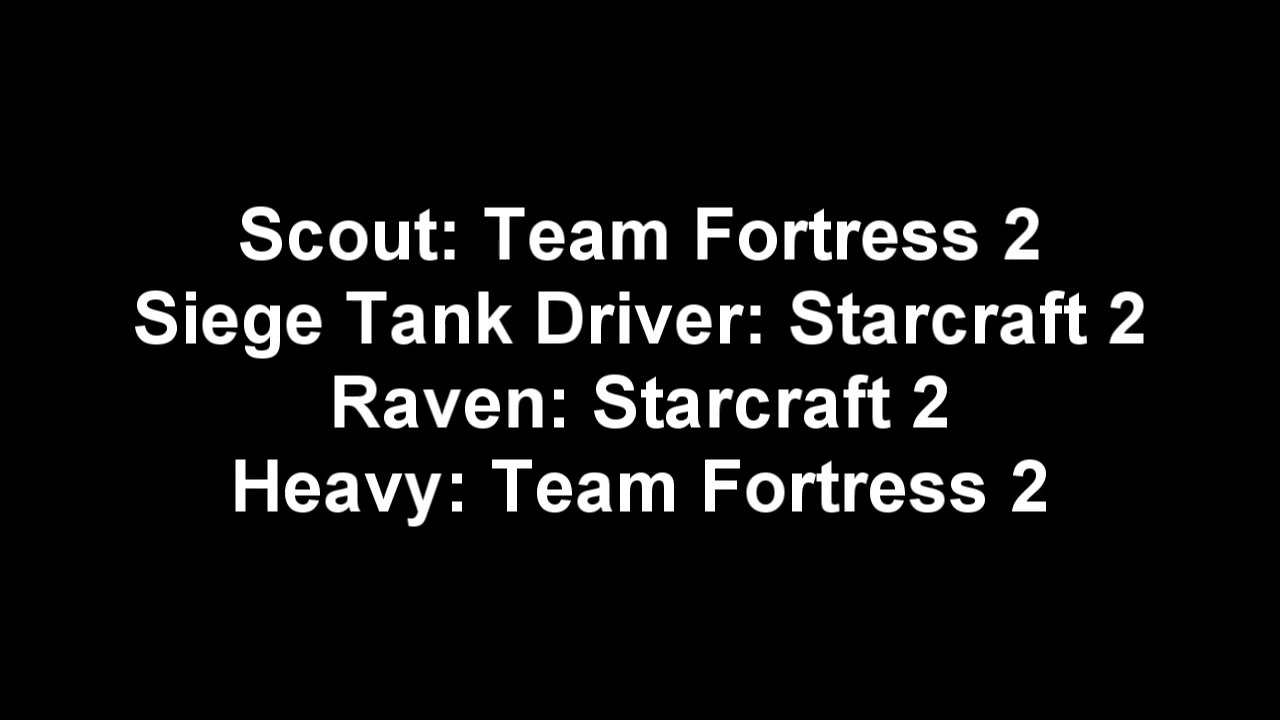 Scout: Team Fortress 2
Siege Tank Driver: Starcraft 2
Raven: Starcraft 2
Heavy: Team Fortress 2